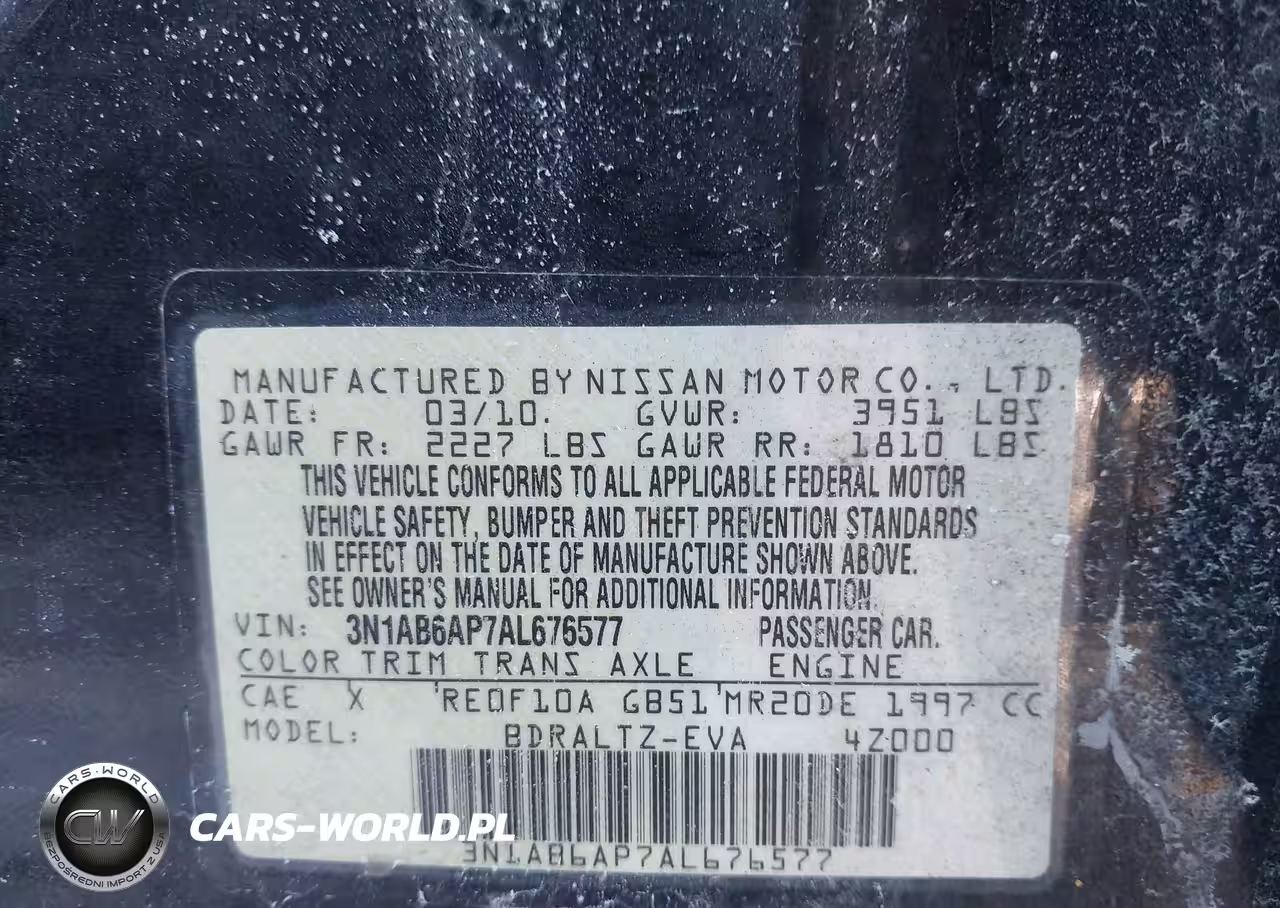 MANUFACTURED BY NISSAN MOTOR CO., LTD.
DATE: 03/10. GVWR: 3951 LBS
GAWR FR: 2227 LBS GAWR RR: 1810 LBS
THIS VEHICLE CONFORMS TO ALL APPLICABLE FEDERAL MOTOR
VEHICLE SAFETY, BUMPER AND THEFT PREVENTION STANDARDS
IN EFFECT ON THE DATE OF MANUFACTURE SHOWN ABOVE.
SEE OWNER'S MANUAL FOR ADDITIONAL INFORMATION.
VIN: 3N1AB6AP7AL676577 PASSENGER CAR.
COLOR TRIM TRANS AXLE ENGINE
CAE X RE0F10A GB51 MR20DE 1997 CC
MODEL: BDRALTZ-EVA 4Z000
3N1AB6AP7AL676577
CARS-WORLD
CW
BEZPOŚREDNI IMPORT Z USA
CARS-WORLD.PL